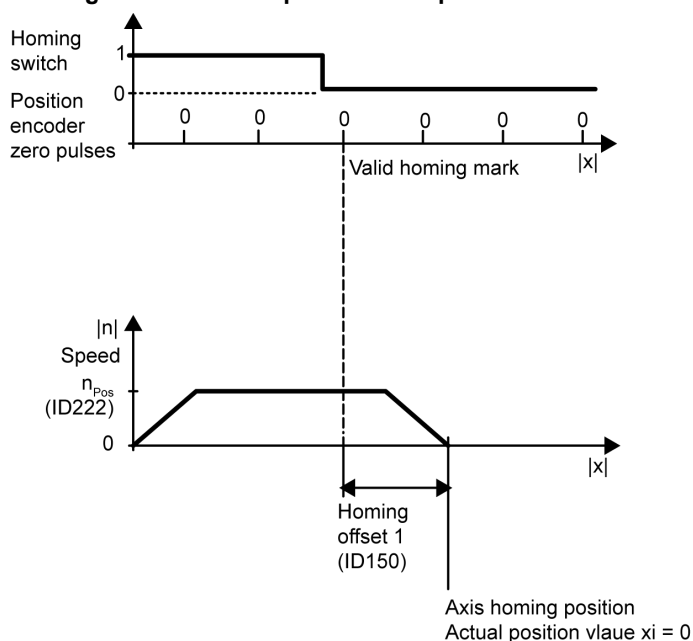 Homing
switch
1
0
Position
encoder
zero pulses
0 0 0 0 0 0
Valid homing mark
|x|
|n|
Speed
nPos
(ID222)
0
|x|
Homing
offset 1
(ID150)
Axis homing position
Actual position vlaue xi = 0